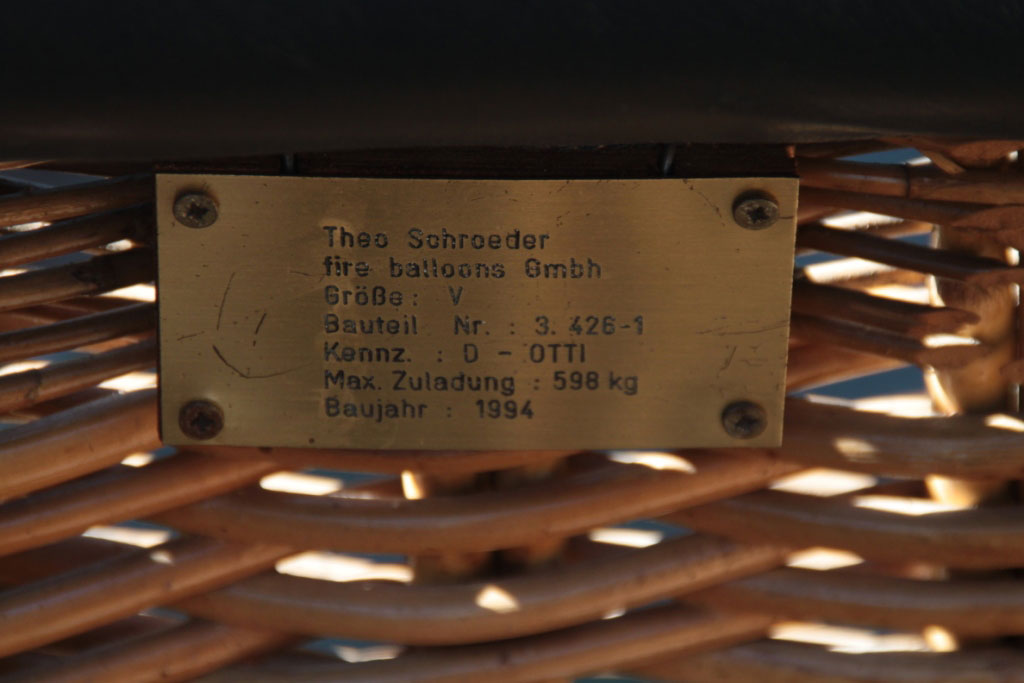 Theo Schroeder
fire balloons Gmbh
Größe: V
Bauteil Nr. : 3. 426-1
Kennz. : D - OTTI
Max. Zuladung : 598 kg
Baujahr : 1994